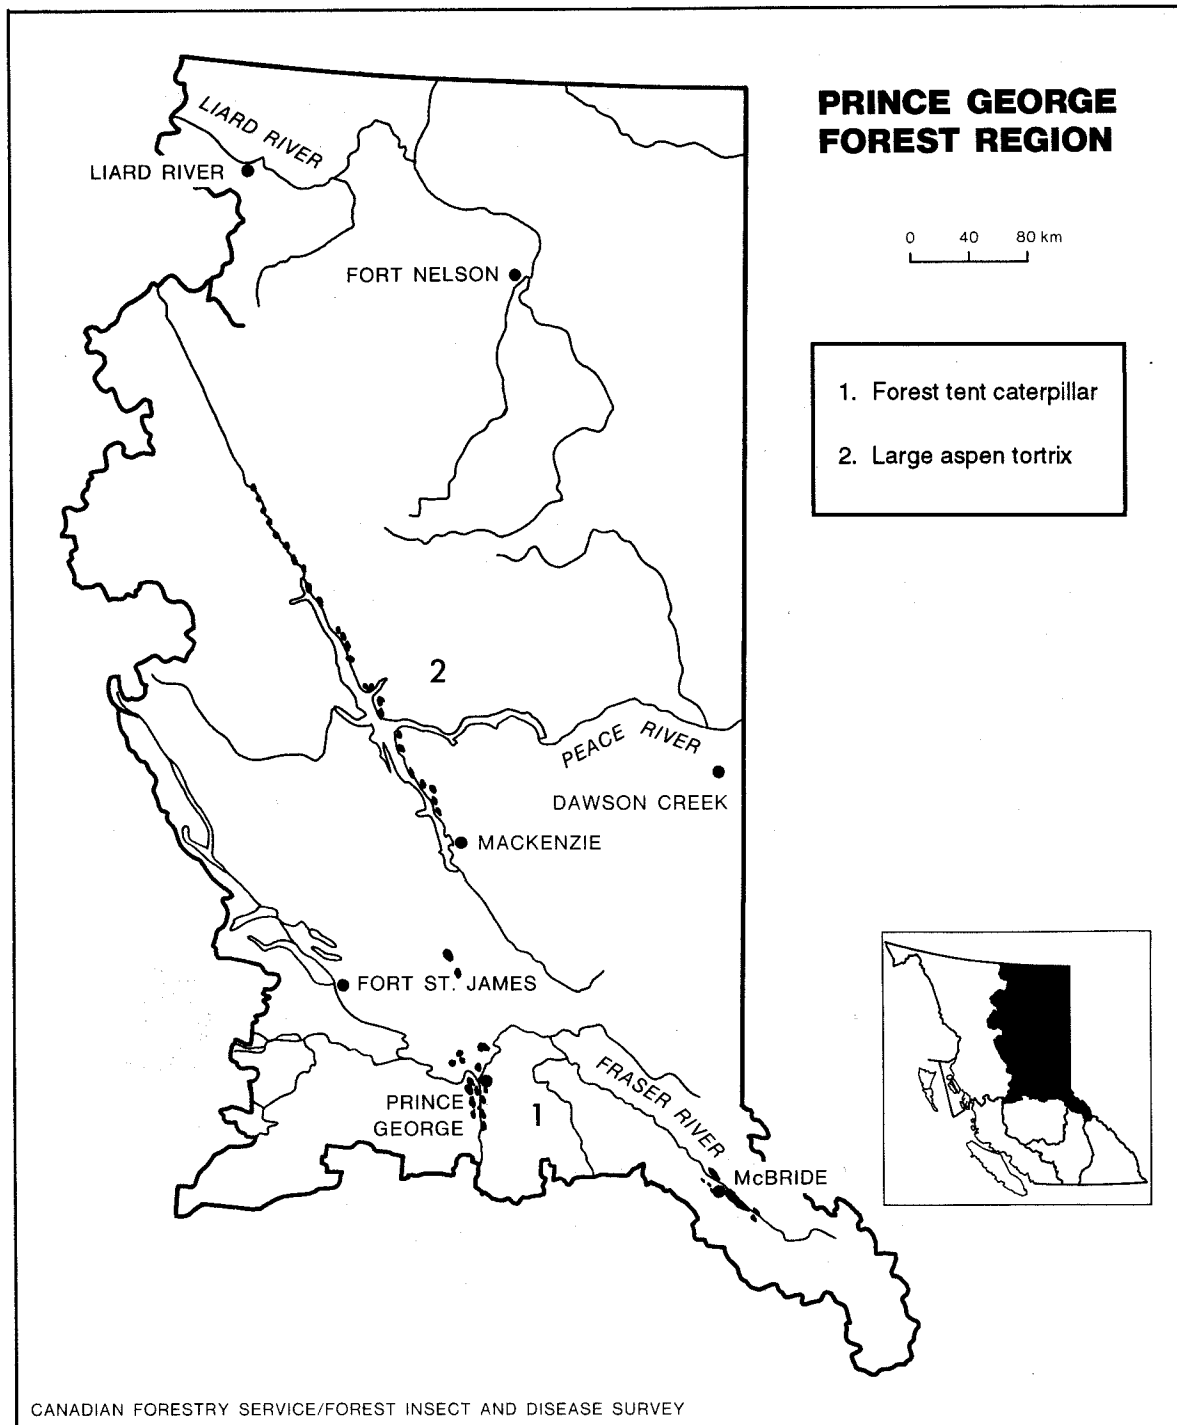 PRINCE GEORGE
FOREST REGION
LIARD RIVER
LIARD RIVER
0 40 80 km
FORT NELSON
1. Forest tent caterpillar
2. Large aspen tortrix
2
PEACE RIVER
DAWSON CREEK
MACKENZIE
FORT ST. JAMES
FRASER RIVER
PRINCE
GEORGE
1
McBRIDE
CANADIAN FORESTRY SERVICE/FOREST INSECT AND DISEASE SURVEY